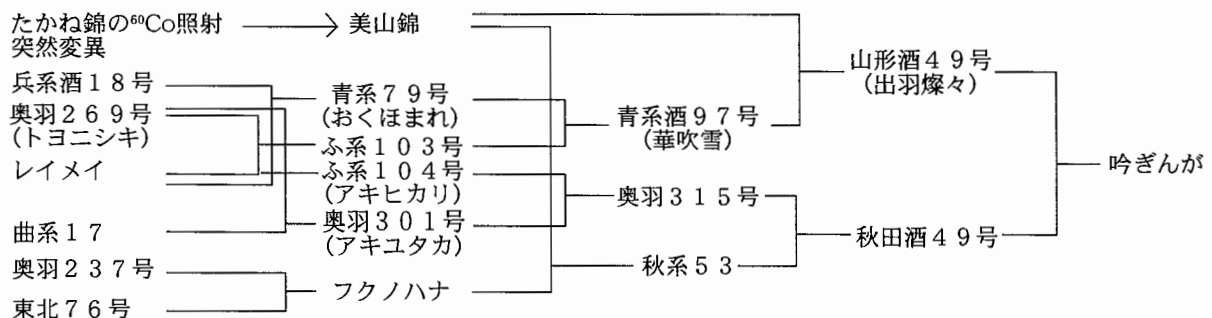 たかね錦の⁶⁰Co照射
突然変異
美山錦
兵系酒18号
奥羽269号
(トヨニシキ)
レイメイ
曲系17
奥羽237号
東北76号
青系79号
(おくほまれ)
ふ系103号
ふ系104号
(アキヒカリ)
奥羽301号
(アキユタカ)
フクノハナ
青系酒97号
(華吹雪)
奥羽315号
秋系53
山形酒49号
(出羽燦々)
秋田酒49号
吟ぎんが